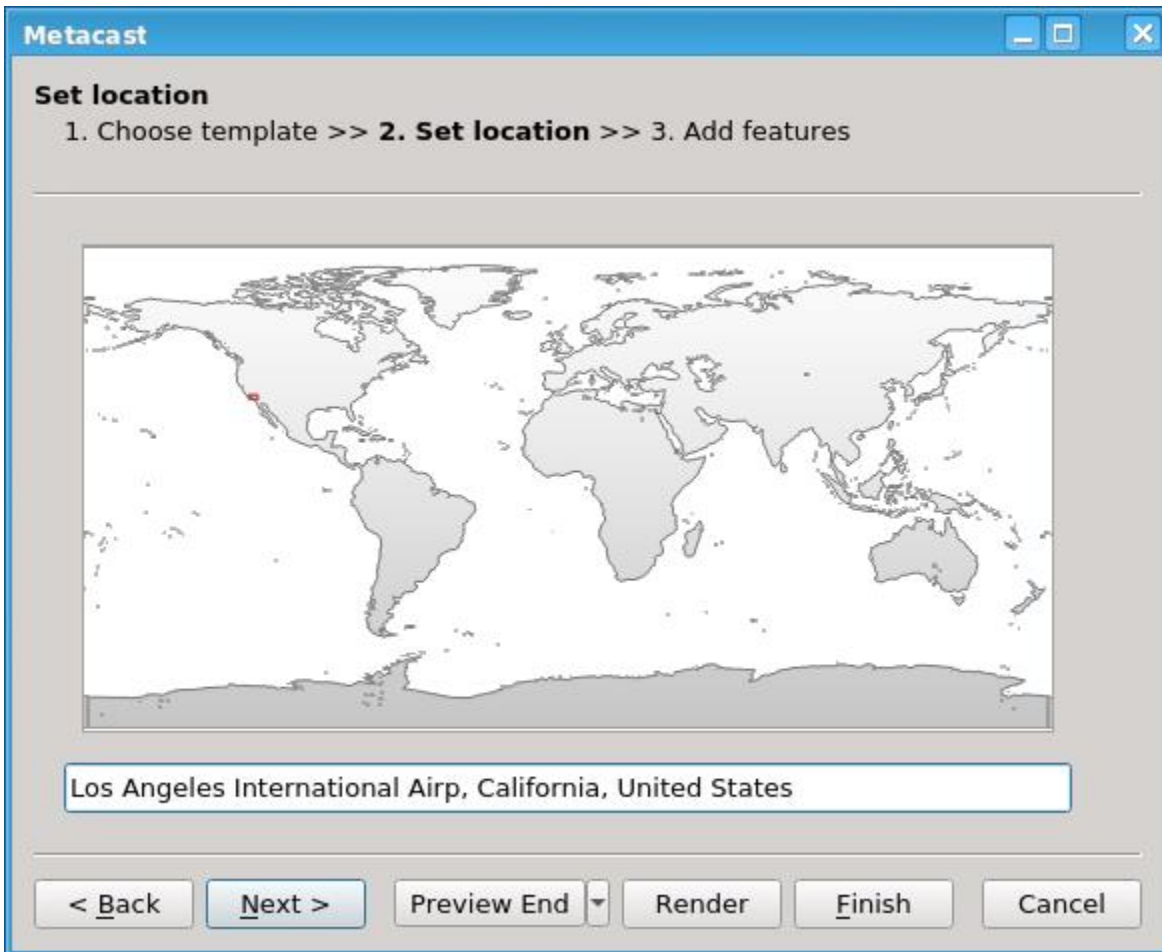 Metacast
Set location
1. Choose template >> 2. Set location >> 3. Add features
Los Angeles International Airp, California, United States
< Back Next > Preview End Render Finish Cancel